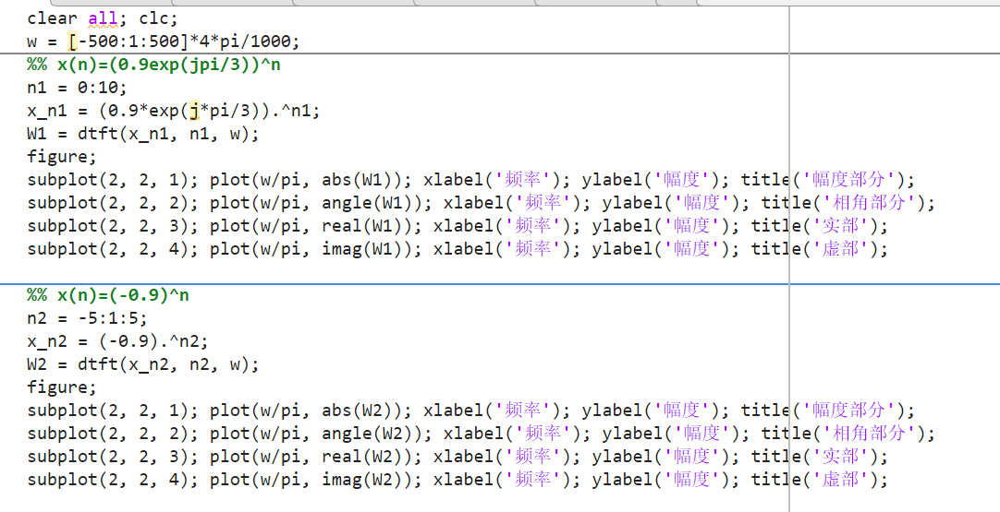 clear all; clc;
w = [-500:1:500]*4*pi/1000;
%% x(n)=(0.9exp(jpi/3))^n
n1 = 0:10;
x_n1 = (0.9*exp(j*pi/3)).^n1;
W1 = dtft(x_n1, n1, w);
figure;
subplot(2, 2, 1); plot(w/pi, abs(W1)); xlabel('频率'); ylabel('幅度'); title('幅度部分');
subplot(2, 2, 2); plot(w/pi, angle(W1)); xlabel('频率'); ylabel('幅度'); title('相角部分');
subplot(2, 2, 3); plot(w/pi, real(W1)); xlabel('频率'); ylabel('幅度'); title('实部');
subplot(2, 2, 4); plot(w/pi, imag(W1)); xlabel('频率'); ylabel('幅度'); title('虚部');
%% x(n)=(-0.9)^n
n2 = -5:1:5;
x_n2 = (-0.9).^n2;
W2 = dtft(x_n2, n2, w);
figure;
subplot(2, 2, 1); plot(w/pi, abs(W2)); xlabel('频率'); ylabel('幅度'); title('幅度部分');
subplot(2, 2, 2); plot(w/pi, angle(W2)); xlabel('频率'); ylabel('幅度'); title('相角部分');
subplot(2, 2, 3); plot(w/pi, real(W2)); xlabel('频率'); ylabel('幅度'); title('实部');
subplot(2, 2, 4); plot(w/pi, imag(W2)); xlabel('频率'); ylabel('幅度'); title('虚部');